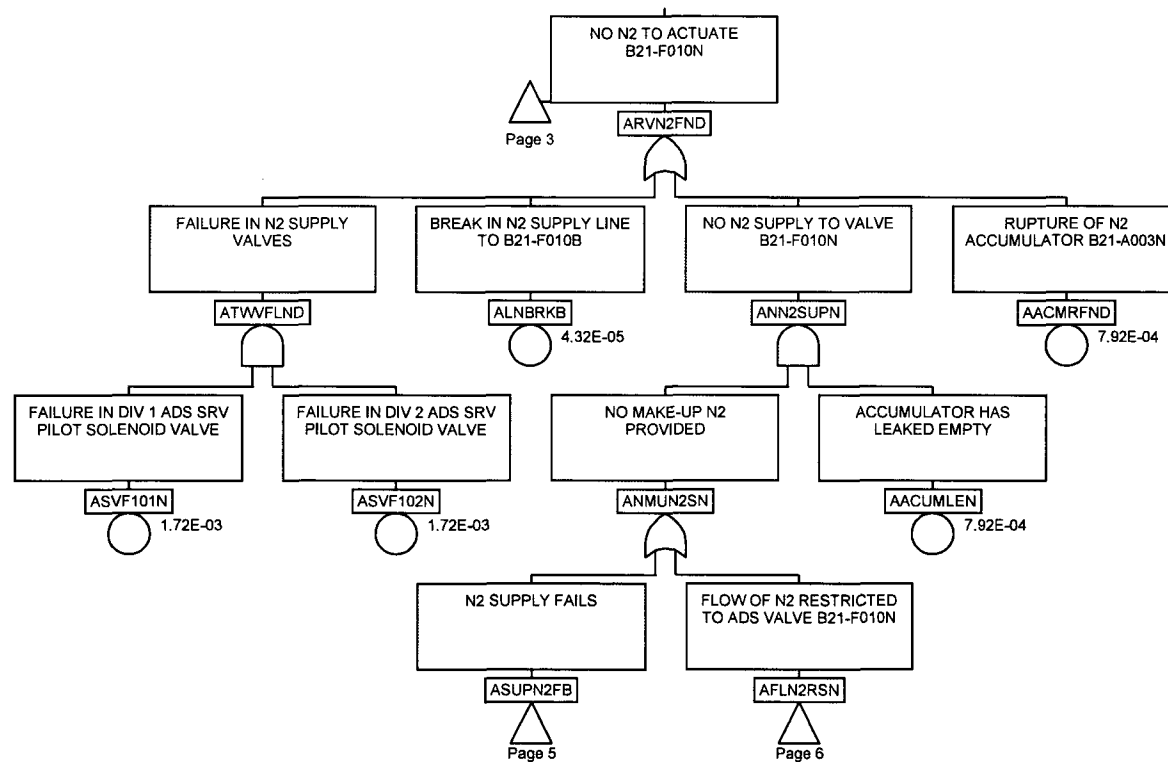 NO N2 TO ACTUATE
B21-F010N
Page 3
ARVN2FND
FAILURE IN N2 SUPPLY
VALVES
BREAK IN N2 SUPPLY LINE
TO B21-F010B
NO N2 SUPPLY TO VALVE
B21-F010N
RUPTURE OF N2
ACCUMULATOR B21-A003N
ATWVFLND
ALNBRKB
ANN2SUPN
AACMRFND
4.32E-05
7.92E-04
FAILURE IN DIV 1 ADS SRV
PILOT SOLENOID VALVE
FAILURE IN DIV 2 ADS SRV
PILOT SOLENOID VALVE
NO MAKE-UP N2
PROVIDED
ACCUMULATOR HAS
LEAKED EMPTY
ASVF101N
ASVF102N
ANMUN2SN
AACUMLEN
1.72E-03
1.72E-03
7.92E-04
N2 SUPPLY FAILS
FLOW OF N2 RESTRICTED
TO ADS VALVE B21-F010N
ASUPN2FB
AFLN2RSN
Page 5
Page 6